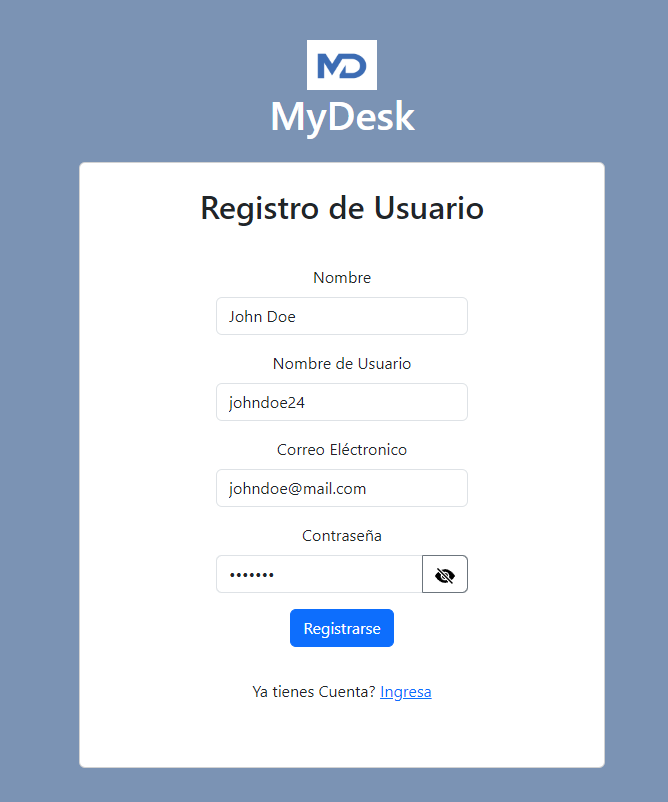 MD
MyDesk
Registro de Usuario
Nombre
John Doe
Nombre de Usuario
johndoe24
Correo Eléctronico
johndoe@mail.com
Contraseña
•••••••
Registrarse
Ya tienes Cuenta? Ingresa